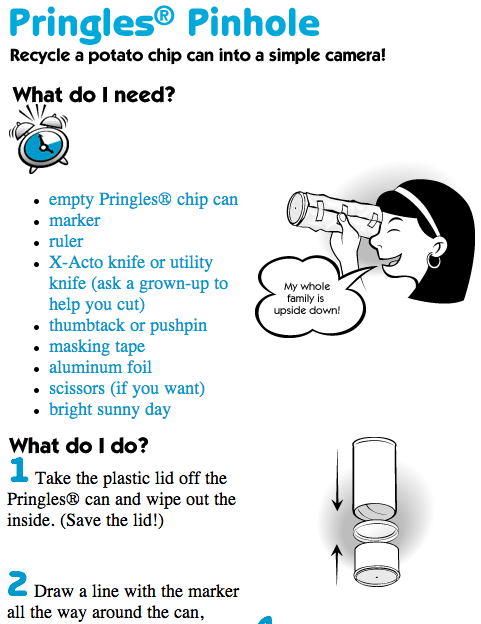 Pringles® Pinhole
Recycle a potato chip can into a simple camera!
What do I need?
empty Pringles® chip can
marker
ruler
X-Acto knife or utility
knife (ask a grown-up to
help you cut)
thumbtack or pushpin
masking tape
aluminum foil
scissors (if you want)
bright sunny day
My whole
family is
upside down!
What do I do?
1 Take the plastic lid off the
Pringles® can and wipe out the
inside. (Save the lid!)
2 Draw a line with the marker
all the way around the can,